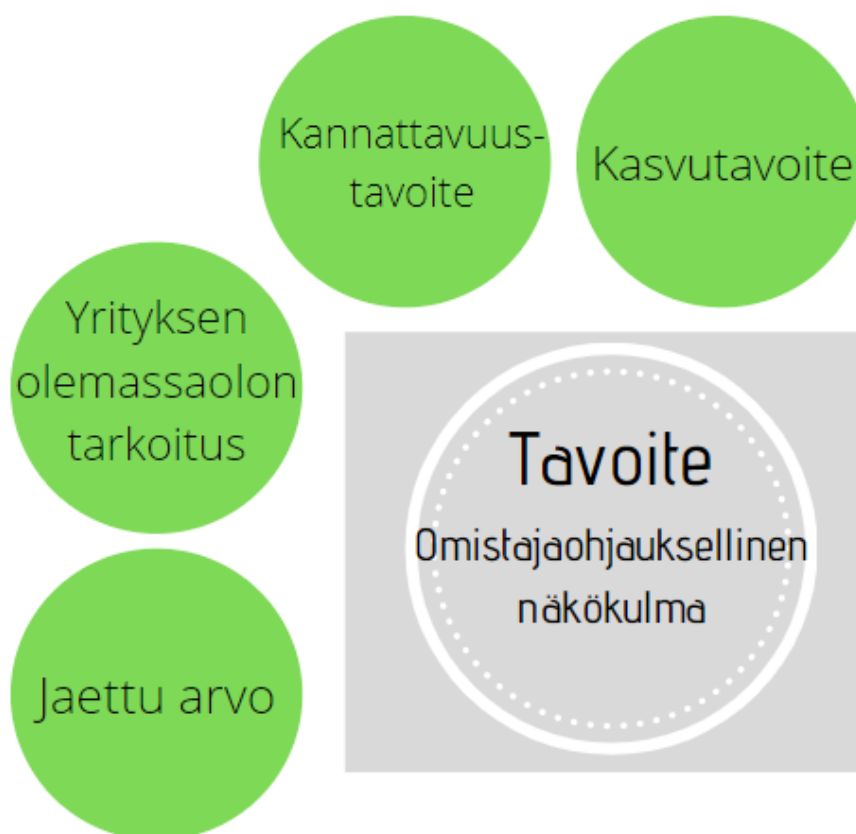 Kannattavuus-
tavoite
Kasvutavoite
Yrityksen
olemassaolon
tarkoitus
Tavoite
Omistajaohjauksellinen
näkökulma
Jaettu arvo